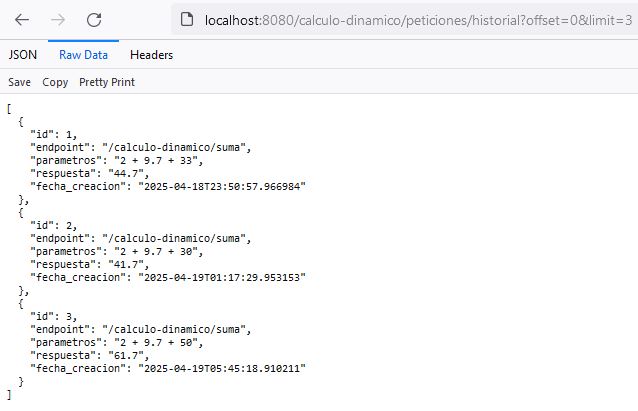 localhost:8080/calculo-dinamico/peticiones/historial?offset=0&limit=3
JSON Raw Data Headers
Save Copy Pretty Print
[
  {
    "id": 1,
    "endpoint": "/calculo-dinamico/suma",
    "parametros": "2 + 9.7 + 33",
    "respuesta": "44.7",
    "fecha_creacion": "2025-04-18T23:50:57.966984"
  },
  {
    "id": 2,
    "endpoint": "/calculo-dinamico/suma",
    "parametros": "2 + 9.7 + 30",
    "respuesta": "41.7",
    "fecha_creacion": "2025-04-19T01:17:29.953153"
  },
  {
    "id": 3,
    "endpoint": "/calculo-dinamico/suma",
    "parametros": "2 + 9.7 + 50",
    "respuesta": "61.7",
    "fecha_creacion": "2025-04-19T05:45:18.910211"
  }
]